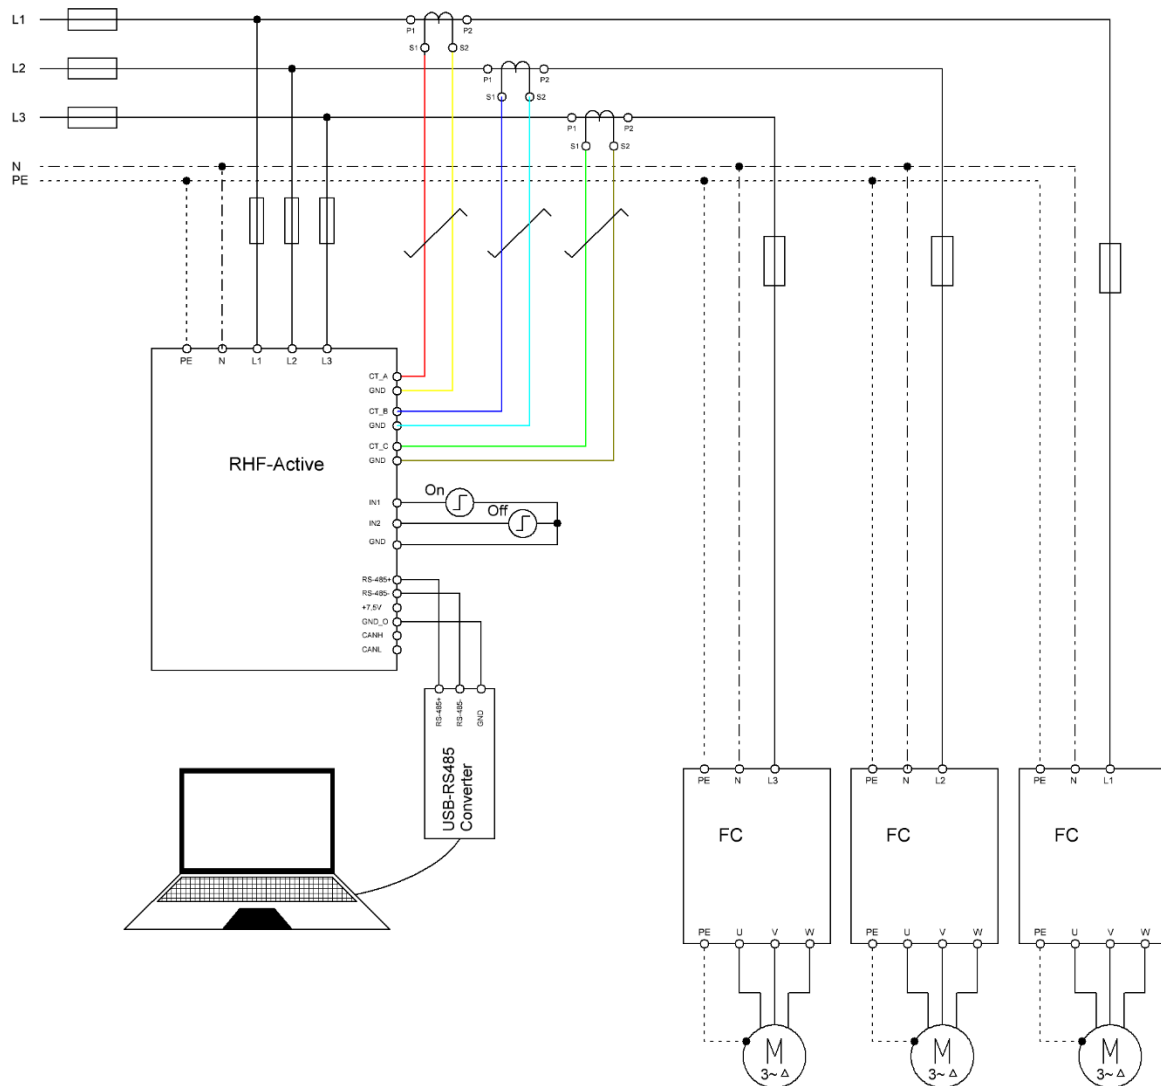 L1
P1
P2
S1
S2
L2
P1
P2
S1
S2
L3
P1
P2
S1
S2
N
PE
PE
N
L1
L2
L3
CT_A
GND
CT_B
GND
CT_C
GND
RHF-Active
IN1
On
IN2
Off
GND
RS-485+
RS-485-
+7,5V
GND_O
CANH
CANL
RS-485+
RS-485-
GND
USB-RS485
Converter
PE
N
L3
FC
PE
U
V
W
M
3~ Δ
PE
N
L2
FC
PE
U
V
W
M
3~ Δ
PE
N
L1
FC
PE
U
V
W
M
3~ Δ